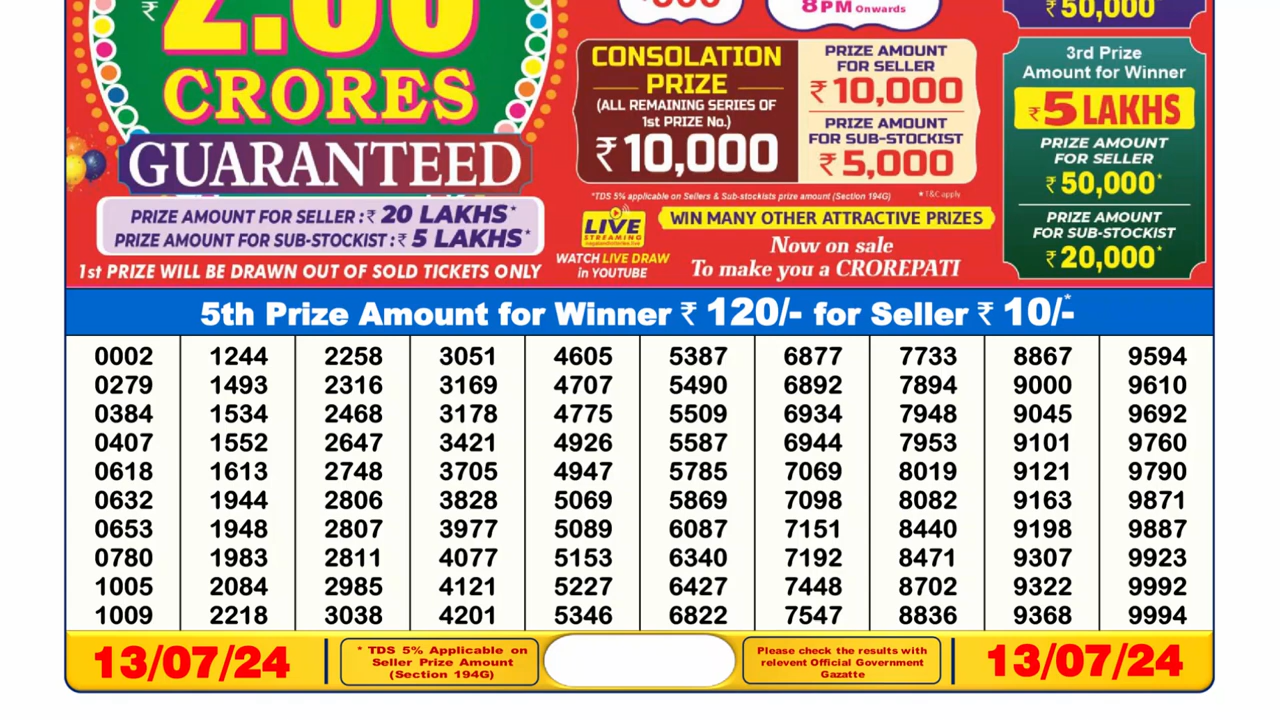 ₹ 2.00
CRORES
GUARANTEED
PRIZE AMOUNT FOR SELLER :₹ 20 LAKHS*
PRIZE AMOUNT FOR SUB-STOCKIST :₹ 5 LAKHS*
1st PRIZE WILL BE DRAWN OUT OF SOLD TICKETS ONLY
8PM Onwards
CONSOLATION
PRIZE
(ALL REMAINING SERIES OF
1st PRIZE No.)
₹10,000
PRIZE AMOUNT
FOR SELLER
₹10,000
PRIZE AMOUNT
FOR SUB-STOCKIST
₹5,000
*TDS 5% applicable on Sellers & Sub-stockists prize amount (Section 194G)
*T&C apply
LIVE
STREAMING
WATCH LIVE DRAW
in YOUTUBE
WIN MANY OTHER ATTRACTIVE PRIZES
Now on sale
To make you a CROREPATI
₹50,000*
3rd Prize
Amount for Winner
₹5 LAKHS
PRIZE AMOUNT
FOR SELLER
₹50,000*
PRIZE AMOUNT
FOR SUB-STOCKIST
₹20,000*
5th Prize Amount for Winner ₹ 120/- for Seller ₹ 10/-*
0002 1244 2258 3051 4605 5387 6877 7733 8867 9594
0279 1493 2316 3169 4707 5490 6892 7894 9000 9610
0384 1534 2468 3178 4775 5509 6934 7948 9045 9692
0407 1552 2647 3421 4926 5587 6944 7953 9101 9760
0618 1613 2748 3705 4947 5785 7069 8019 9121 9790
0632 1944 2806 3828 5069 5869 7098 8082 9163 9871
0653 1948 2807 3977 5089 6087 7151 8440 9198 9887
0780 1983 2811 4077 5153 6340 7192 8471 9307 9923
1005 2084 2985 4121 5227 6427 7448 8702 9322 9992
1009 2218 3038 4201 5346 6822 7547 8836 9368 9994
13/07/24
* TDS 5% Applicable on
Seller Prize Amount
(Section 194G)
Please check the results with
relevent Official Government
Gazatte
13/07/24